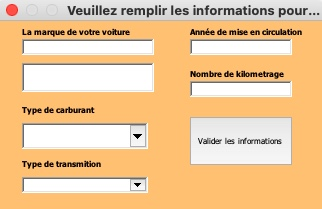 Veuillez remplir les informations pour...
La marque de votre voiture
Année de mise en circulation
Nombre de kilometrage
Type de carburant
Valider les informations
Type de transmition